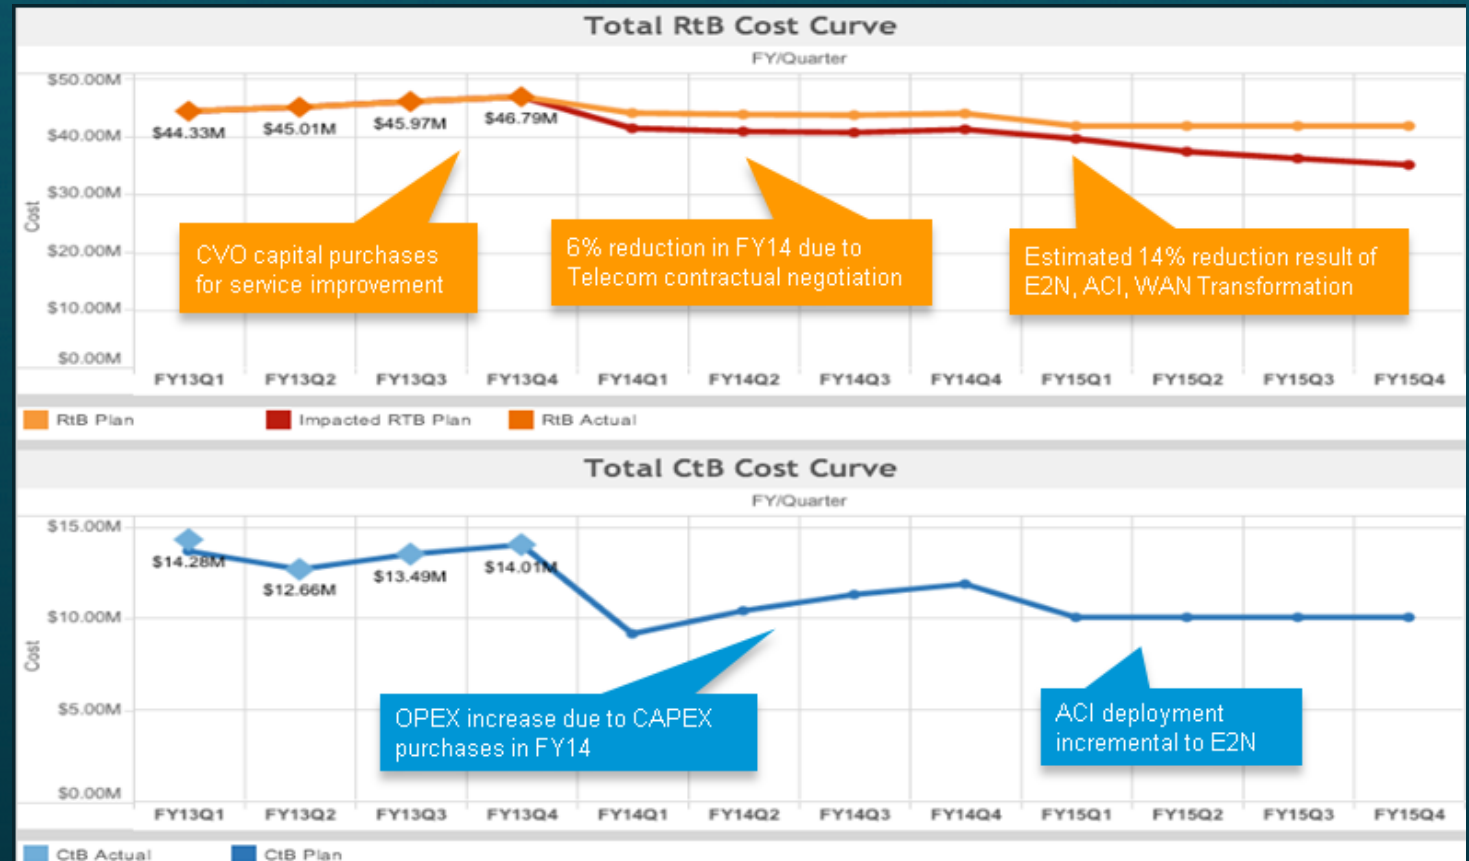 Total RtB Cost Curve
FY/Quarter
$50.00M
$40.00M
$30.00M
$20.00M
$10.00M
$0.00M
Cost
$44.33M
$45.01M
$45.97M
$46.79M
CVO capital purchases
for service improvement
6% reduction in FY14 due to
Telecom contractual negotiation
Estimated 14% reduction result of
E2N, ACI, WAN Transformation
FY13Q1 FY13Q2 FY13Q3 FY13Q4 FY14Q1 FY14Q2 FY14Q3 FY14Q4 FY15Q1 FY15Q2 FY15Q3 FY15Q4
RtB Plan Impacted RTB Plan RtB Actual
Total CtB Cost Curve
FY/Quarter
$15.00M
$10.00M
$5.00M
$0.00M
Cost
$14.28M
$12.66M
$13.49M
$14.01M
OPEX increase due to CAPEX
purchases in FY14
ACI deployment
incremental to E2N
FY13Q1 FY13Q2 FY13Q3 FY13Q4 FY14Q1 FY14Q2 FY14Q3 FY14Q4 FY15Q1 FY15Q2 FY15Q3 FY15Q4
CtB Actual CtB Plan